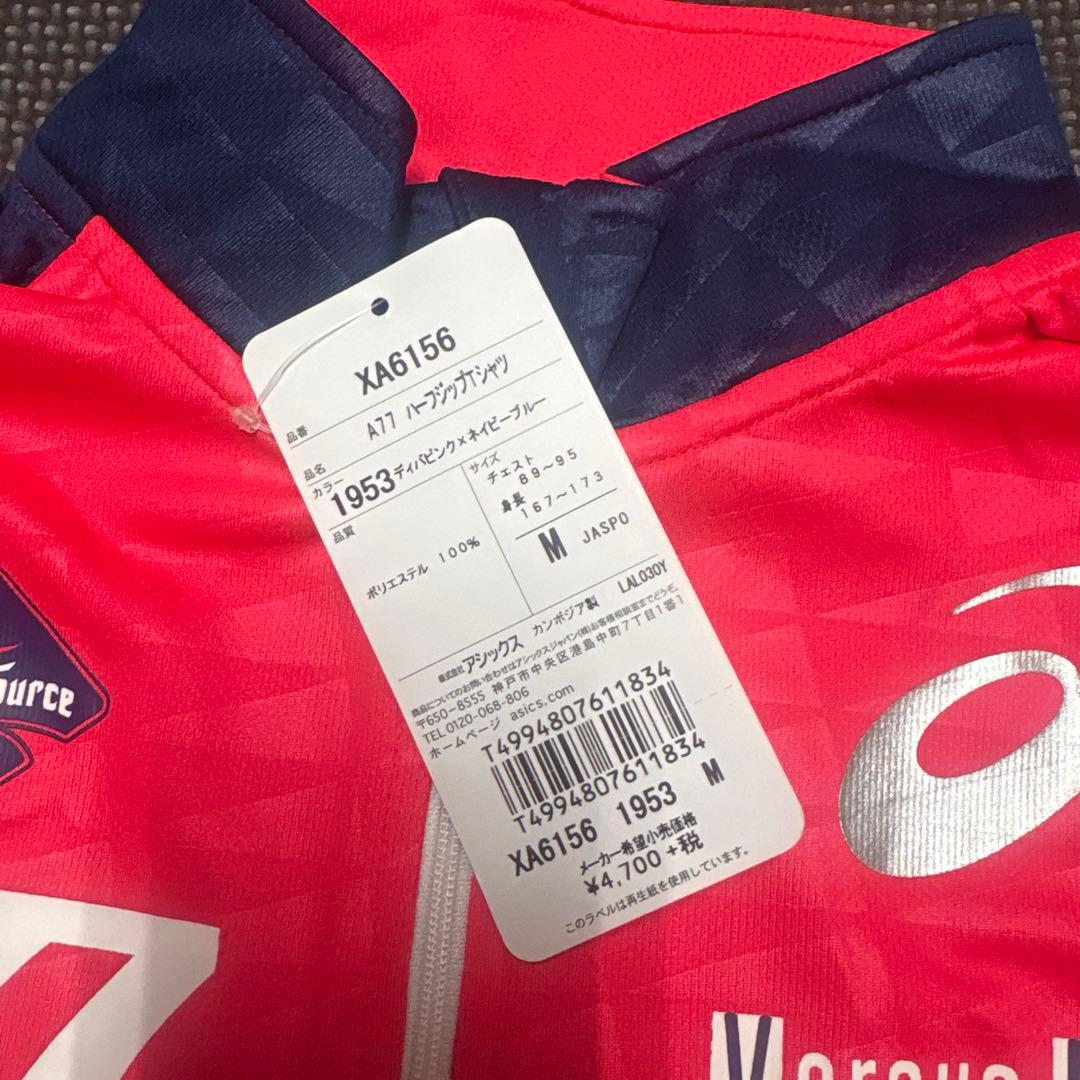 XA6156
品番
A77 ハーフジップTシャツ
品名
カラー
1953 ディバピンク×ネイビーブルー
品質
ポリエステル 100%
サイズ
チェスト
89～95
身長
167～173
M JASPO
カンボジア製 LAL030Y
株式会社アシックス
商品についてのお問い合わせはアシックスジャパン(株)お客様相談室までどうぞ。
〒650-8555 神戸市中央区港島中町7丁目1番1
TEL0120-068-806
ホームページ asics.com
T4994807611834
T4994807611834
XA6156 1953 M
メーカー希望小売価格
¥4,700+税
このラベルは再生紙を使用しています。